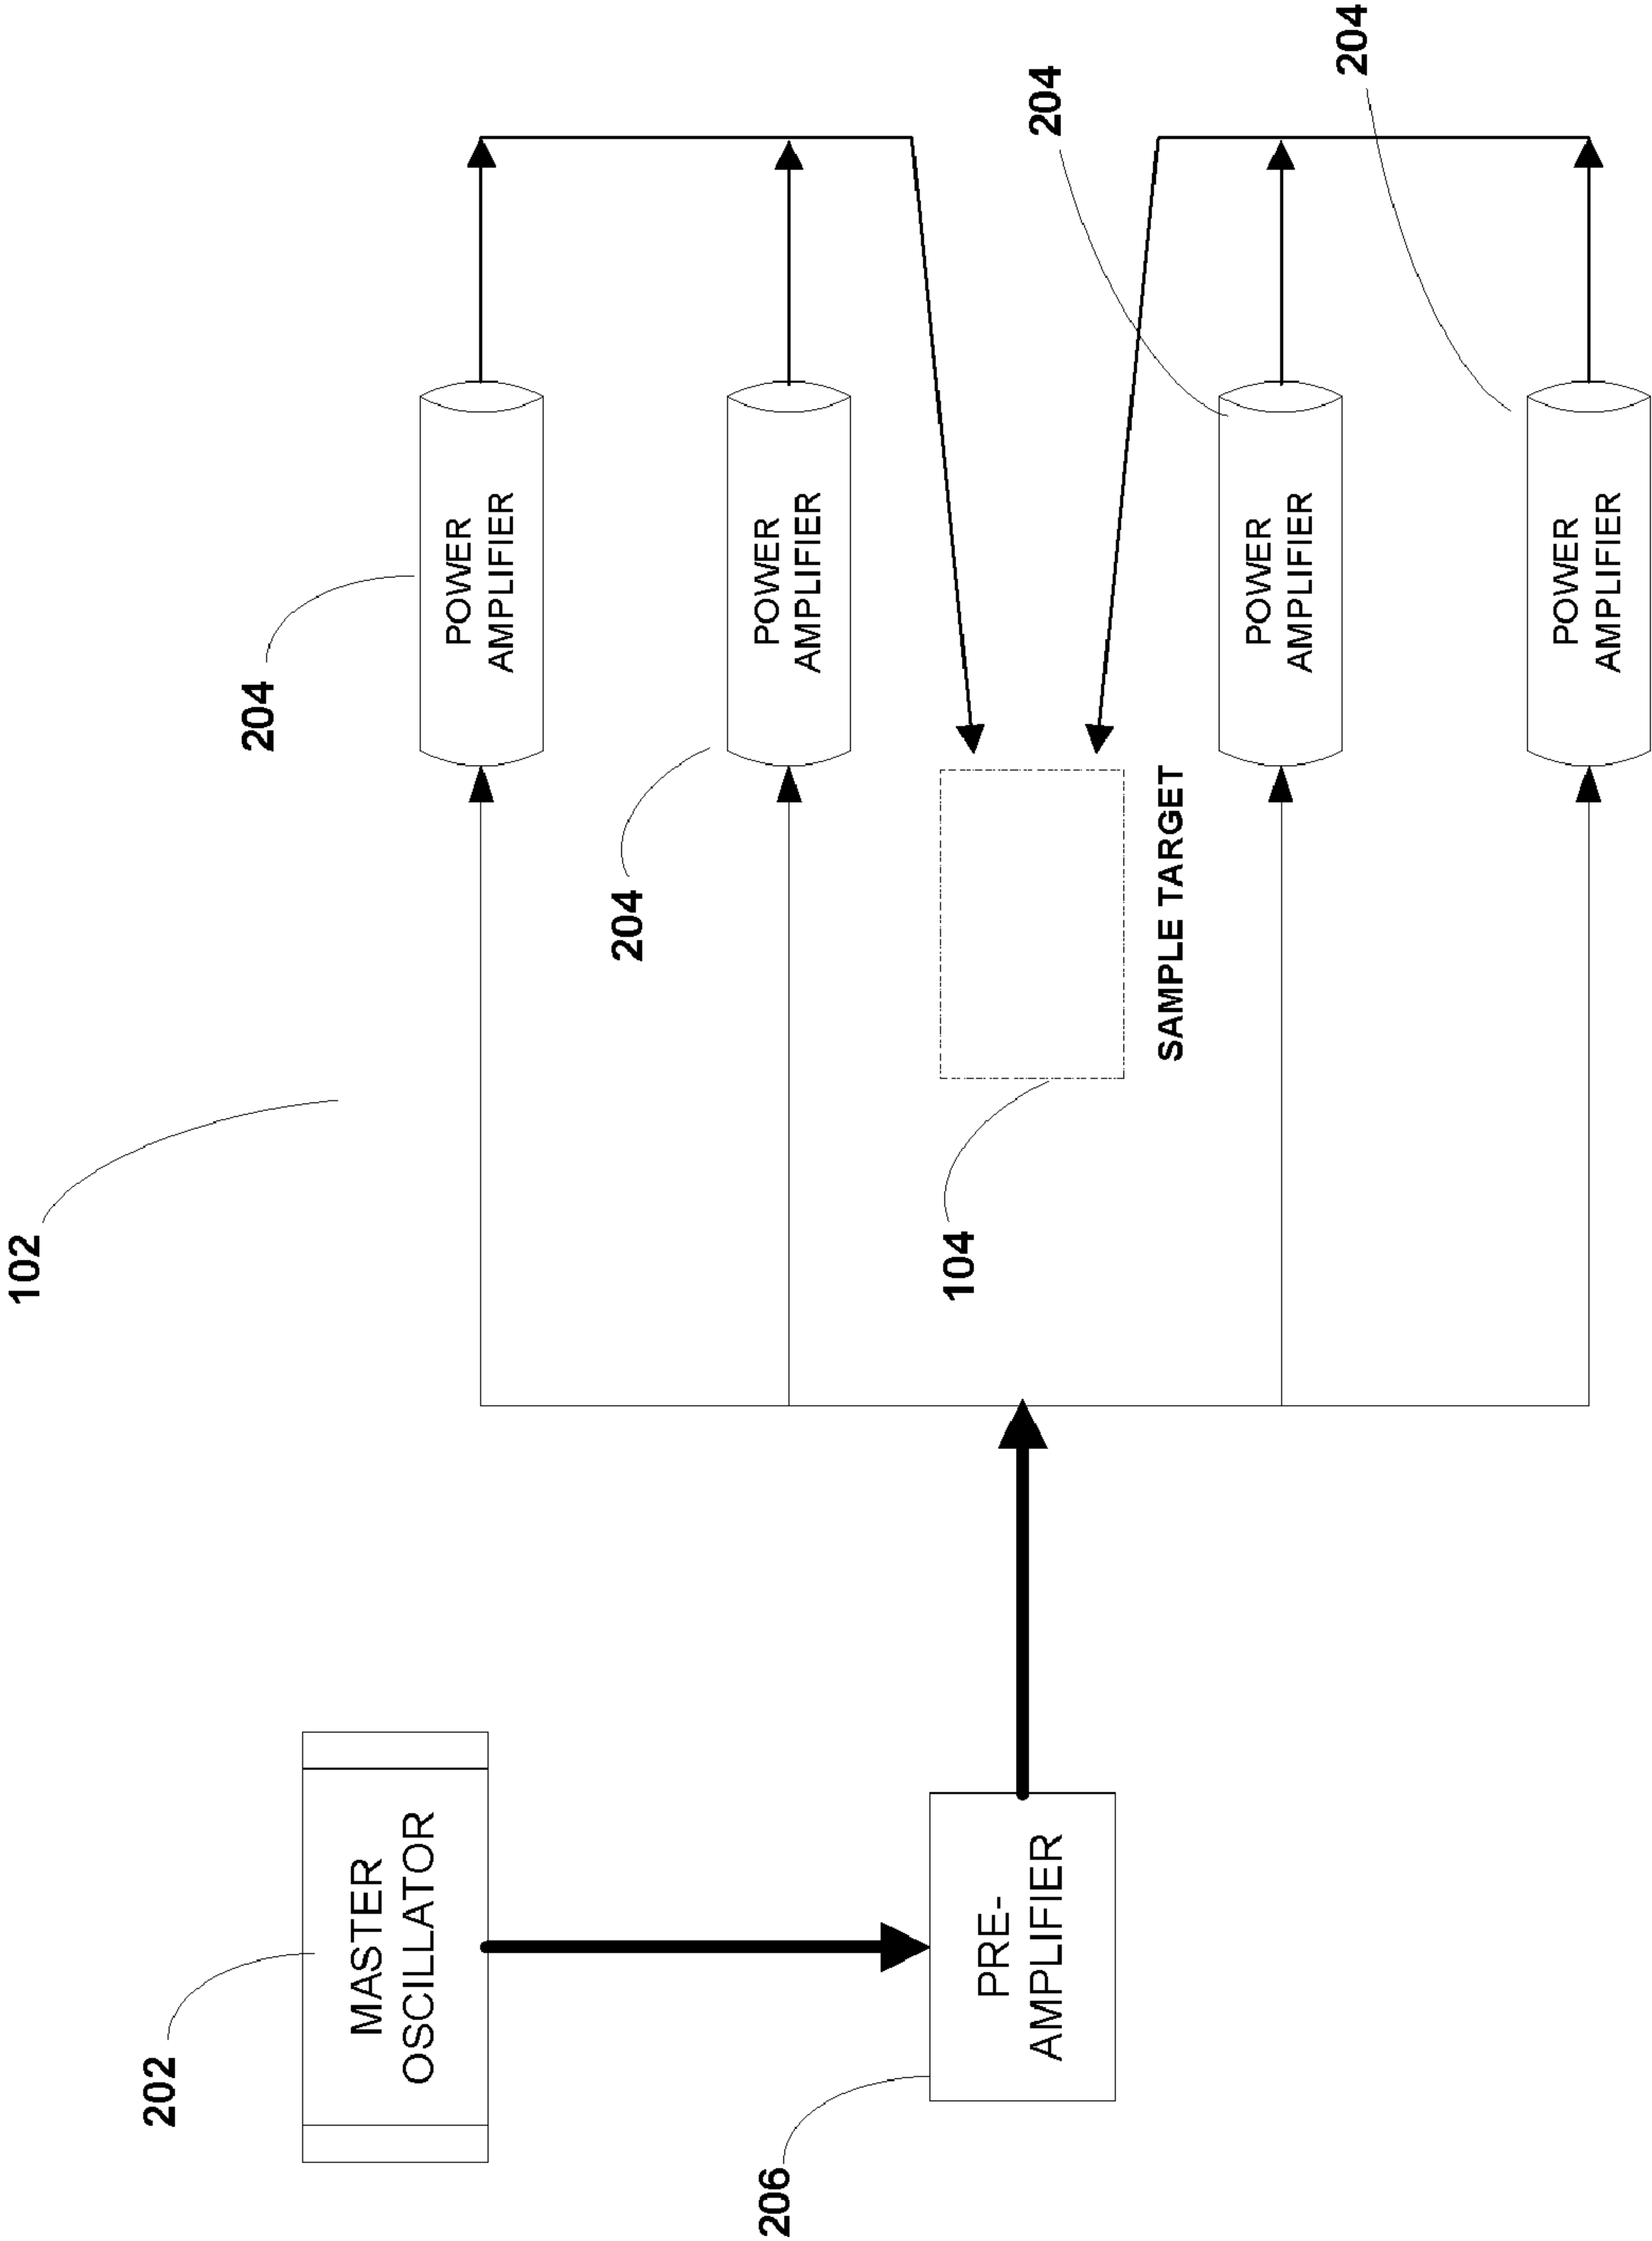 102
202
204
MASTER
OSCILLATOR
POWER
AMPLIFIER
204
POWER
AMPLIFIER
206
104
PRE-
AMPLIFIER
204
SAMPLE TARGET
POWER
AMPLIFIER
204
POWER
AMPLIFIER